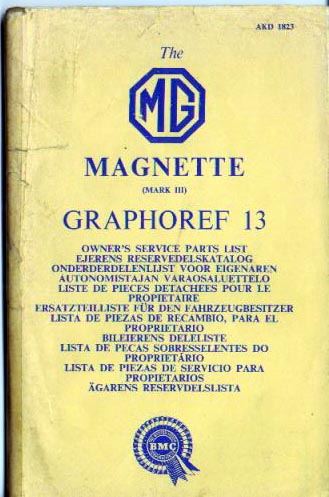 AKD 1823
The
MG
MAGNETTE
(MARK III)
GRAPHOREF 13
OWNER'S SERVICE PARTS LIST
EJERENS RESERVEDELSKATALOG
ONDERDERDELENLIJST VOOR EIGENAREN
AUTONOMISTAJAN VARAOSALUETTELO
LISTE DE PIECES DETACHEES POUR LE
PROPIETAIRE
ERSATZTEILLISTE FÜR DEN FAHRZEUGBESITZER
LISTA DE PIEZAS DE RECAMBIO, PARA EL
PROPRIETARIO
BILEIERENS DELELISTE
LISTA DE PECAS SOBRESSELENTES DO
PROPRIETÁRIO
LISTA DE PIEZAS DE SERVICIO PARA
PROPIETARIOS
ÄGARENS RESERVDELSLISTA
BMC